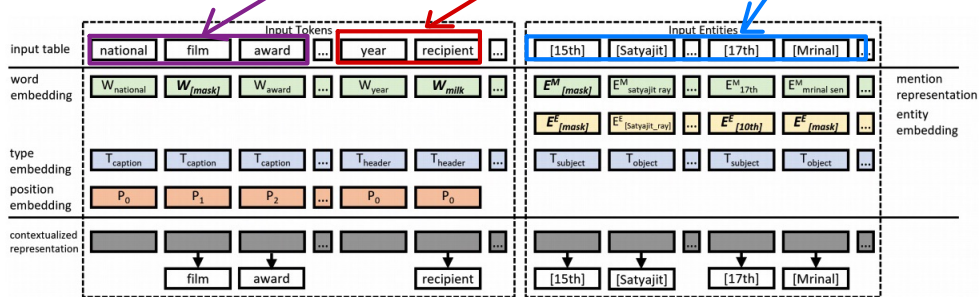 Input Tokens Input Entities
input table national film award ... year recipient ... [15th] [Satyajit] ... [17th] [Mrinal] ...
word embedding W_national W_[mask] W_award ... W_year W_milk ... E^M_[mask] E^M_satyajit ray ... E^M_17th E^M_mrinal sen ... mention representation
E^E_[mask] E^E_[Satyajit_ray] ... E^E_[10th] E^E_[mask] ... entity embedding
type embedding T_caption T_caption T_caption ... T_header T_header ... T_subject T_object ... T_subject T_object ...
position embedding P_0 P_1 P_2 ... P_0 P_0
contextualized representation ... ... ... ...
film award recipient [15th] [Satyajit] [17th] [Mrinal]